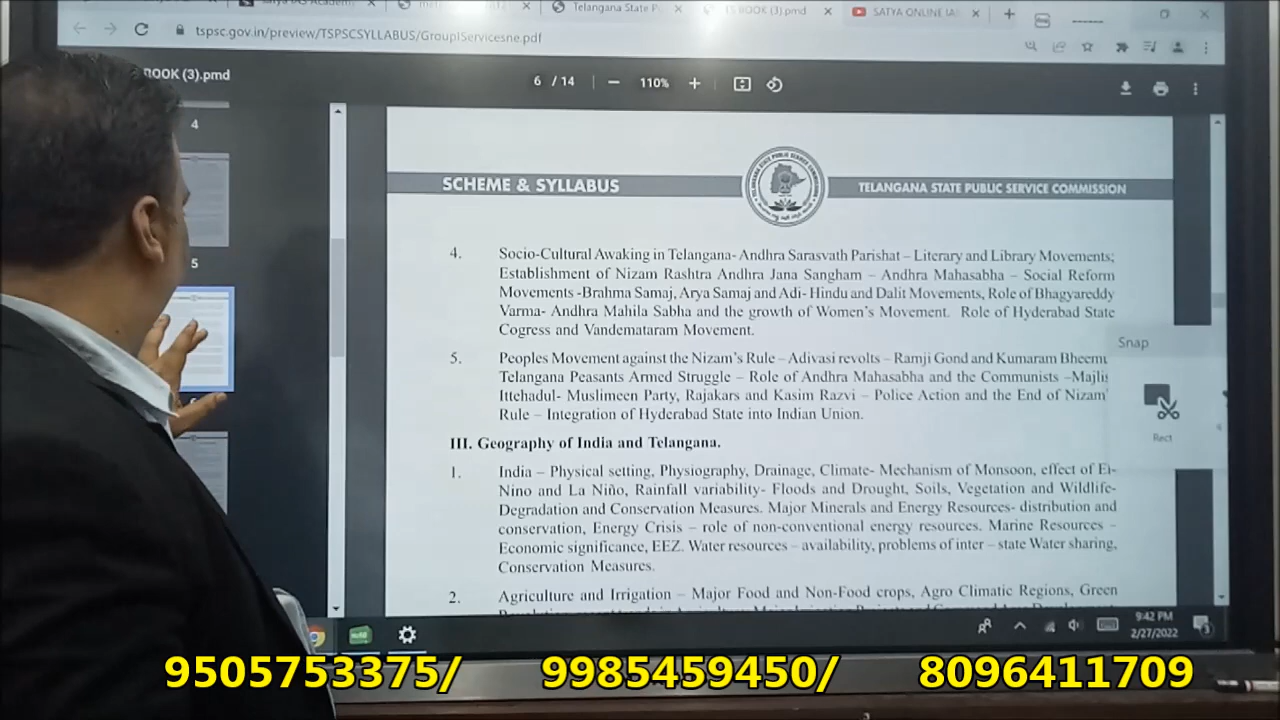 Telangana State P
BOOK (3).pmd
SATYA ONLINE IAS
tspsc.gov.in/preview/TSPSCSYLLABUS/GroupIServicesne.pdf
BOOK (3).pmd
6 / 14
110%
4
5
SCHEME & SYLLABUS
TELANGANA STATE PUBLIC SERVICE COMMISSION
TELANGANA STATE PUBLIC SERVICE COMMISSION
4. Socio-Cultural Awaking in Telangana- Andhra Sarasvath Parishat – Literary and Library Movements;
Establishment of Nizam Rashtra Andhra Jana Sangham – Andhra Mahasabha – Social Reform
Movements -Brahma Samaj, Arya Samaj and Adi- Hindu and Dalit Movements, Role of Bhagyareddy
Varma- Andhra Mahila Sabha and the growth of Women's Movement. Role of Hyderabad State
Cogress and Vandemataram Movement.
5. Peoples Movement against the Nizam's Rule – Adivasi revolts – Ramji Gond and Kumaram Bheem
Telangana Peasants Armed Struggle – Role of Andhra Mahasabha and the Communists –Majlis
Ittehadul- Muslimeen Party, Rajakars and Kasim Razvi – Police Action and the End of Nizam'
Rule – Integration of Hyderabad State into Indian Union.
III. Geography of India and Telangana.
1. India – Physical setting, Physiography, Drainage, Climate- Mechanism of Monsoon, effect of El-
Nino and La Niño, Rainfall variability- Floods and Drought, Soils, Vegetation and Wildlife-
Degradation and Conservation Measures. Major Minerals and Energy Resources- distribution and
conservation, Energy Crisis – role of non-conventional energy resources. Marine Resources –
Economic significance, EEZ. Water resources – availability, problems of inter – state Water sharing,
Conservation Measures.
2. Agriculture and Irrigation – Major Food and Non-Food crops, Agro Climatic Regions, Green
Snap
Rect
9:42 PM
2/27/2022
3
9505753375/ 9985459450/ 8096411709